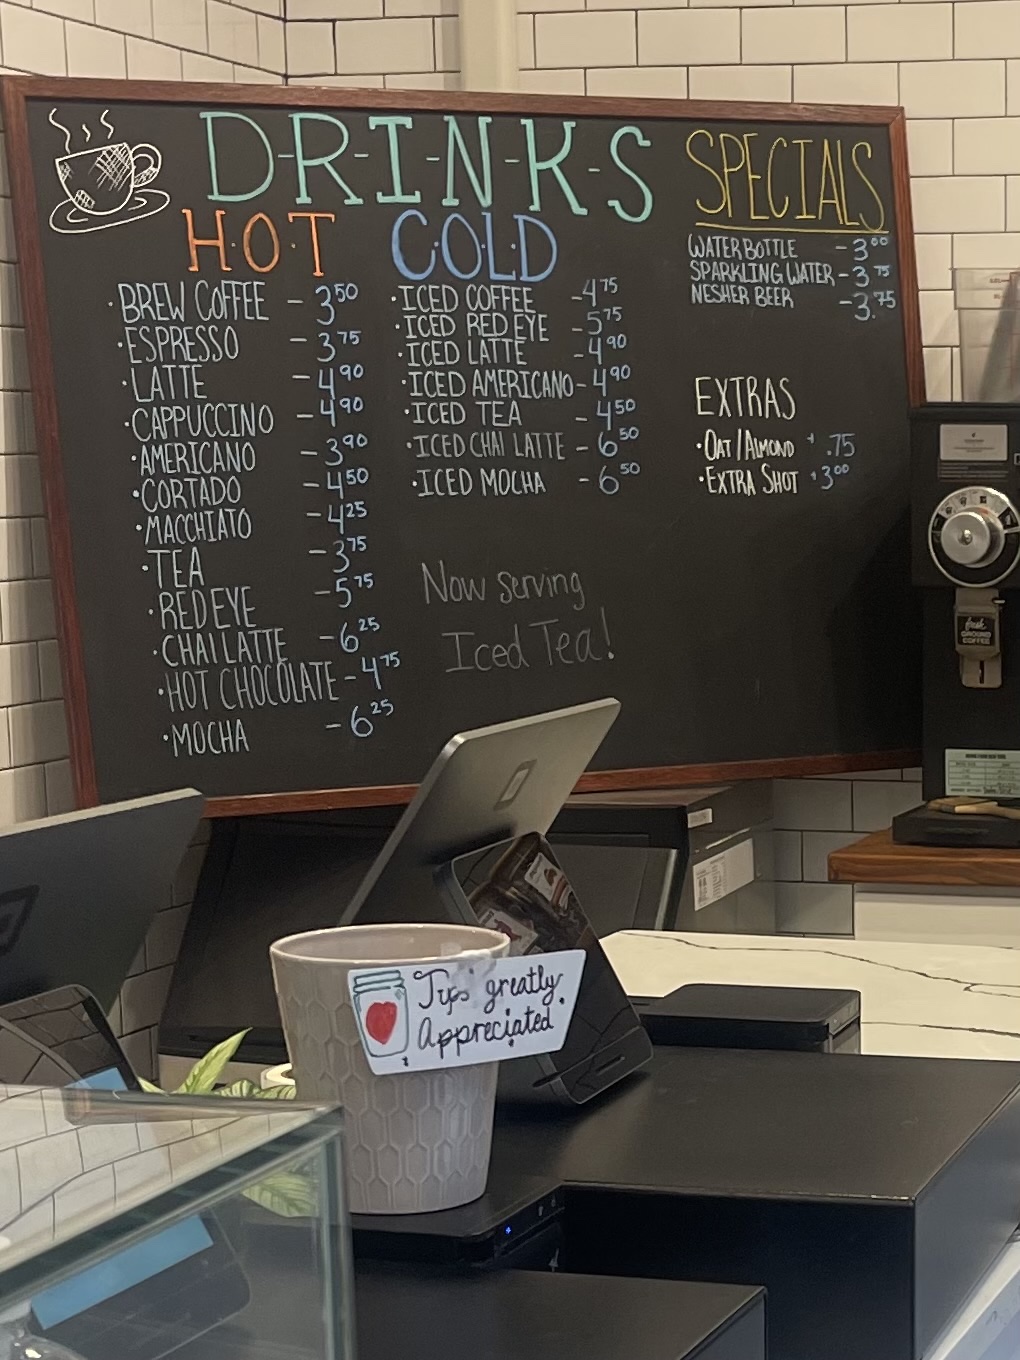 D-R-I-N-K-S
HOT
·BREW COFFEE - 3.50
·ESPRESSO - 3.75
·LATTE - 4.90
·CAPPUCCINO - 4.90
·AMERICANO - 3.90
·CORTADO - 4.50
·MACCHIATO - 4.25
·TEA - 3.75
·RED EYE - 5.75
·CHAI LATTE - 6.25
·HOT CHOCOLATE - 4.75
·MOCHA - 6.25
COLD
·ICED COFFEE - 4.75
·ICED RED EYE - 5.75
·ICED LATTE - 4.90
·ICED AMERICANO - 4.90
·ICED TEA - 4.50
·ICED CHAI LATTE - 6.50
·ICED MOCHA - 6.50
Now serving
Iced Tea!
SPECIALS
WATER BOTTLE - 3.00
SPARKLING WATER - 3.75
NESHER BEER - 3.75
EXTRAS
·OAT/ALMOND + .75
·EXTRA SHOT +3.00
fresh
GROUND
COFFEE
Tips greatly
Appreciated